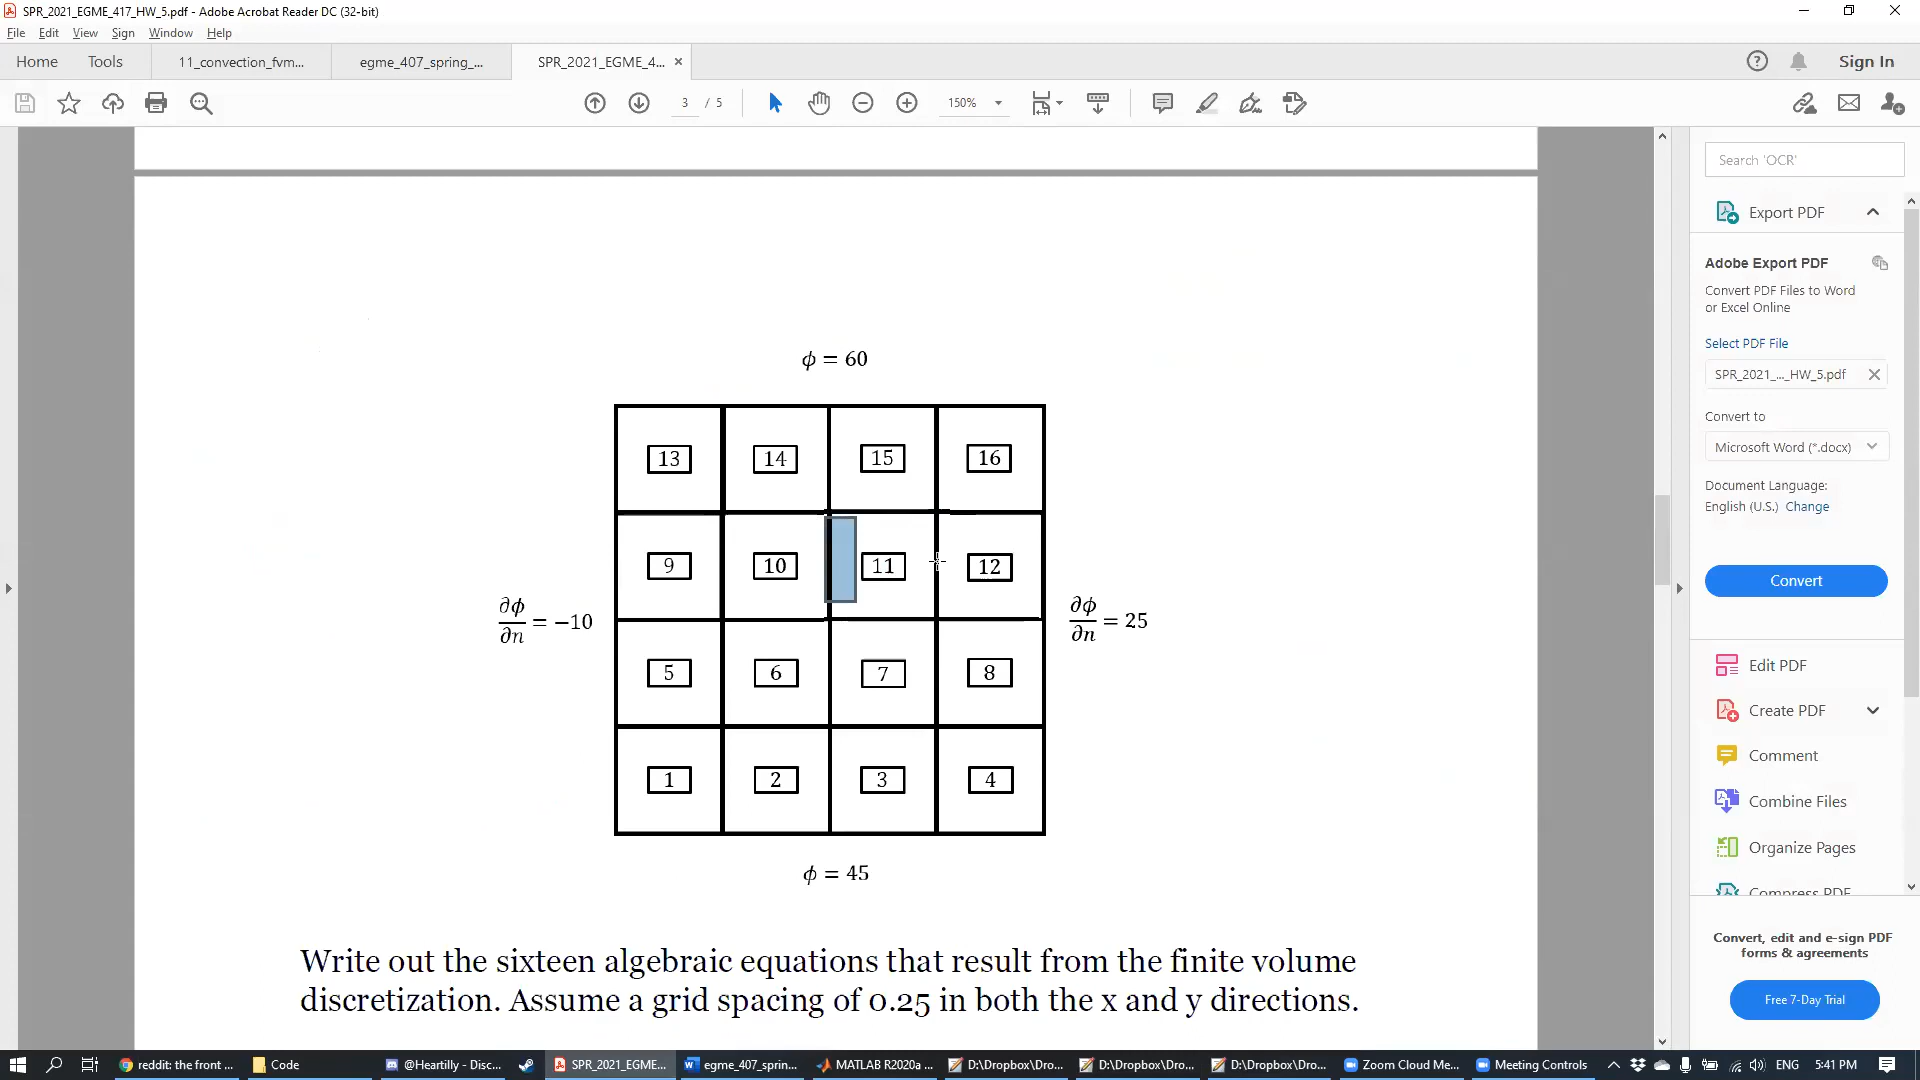 SPR_2021_EGME_417_HW_5.pdf - Adobe Acrobat Reader DC (32-bit)
File Edit View Sign Window Help
Home Tools 11_convection_fvm... egme_407_spring_... SPR_2021_EGME_4... × Sign In
3 / 5 150%
Search 'OCR'
Export PDF
Adobe Export PDF
Convert PDF Files to Word
or Excel Online
Select PDF File
SPR_2021_..._HW_5.pdf
Convert to
Microsoft Word (*.docx)
Document Language:
English (U.S.) Change
Convert
Edit PDF
Create PDF
Comment
Combine Files
Organize Pages
Compress PDF
Convert, edit and e-sign PDF
forms & agreements
Free 7-Day Trial
ϕ = 60
13 14 15 16
9 10 11 12
∂ϕ/∂n = −10
∂ϕ/∂n = 25
5 6 7 8
1 2 3 4
ϕ = 45
Write out the sixteen algebraic equations that result from the finite volume
discretization. Assume a grid spacing of 0.25 in both the x and y directions.
reddit: the front ... Code @Heartilly - Disc... SPR_2021_EGME... egme_407_sprin... MATLAB R2020a ... D:\Dropbox\Dro... D:\Dropbox\Dro... D:\Dropbox\Dro... Zoom Cloud Me... Meeting Controls ENG 5:41 PM